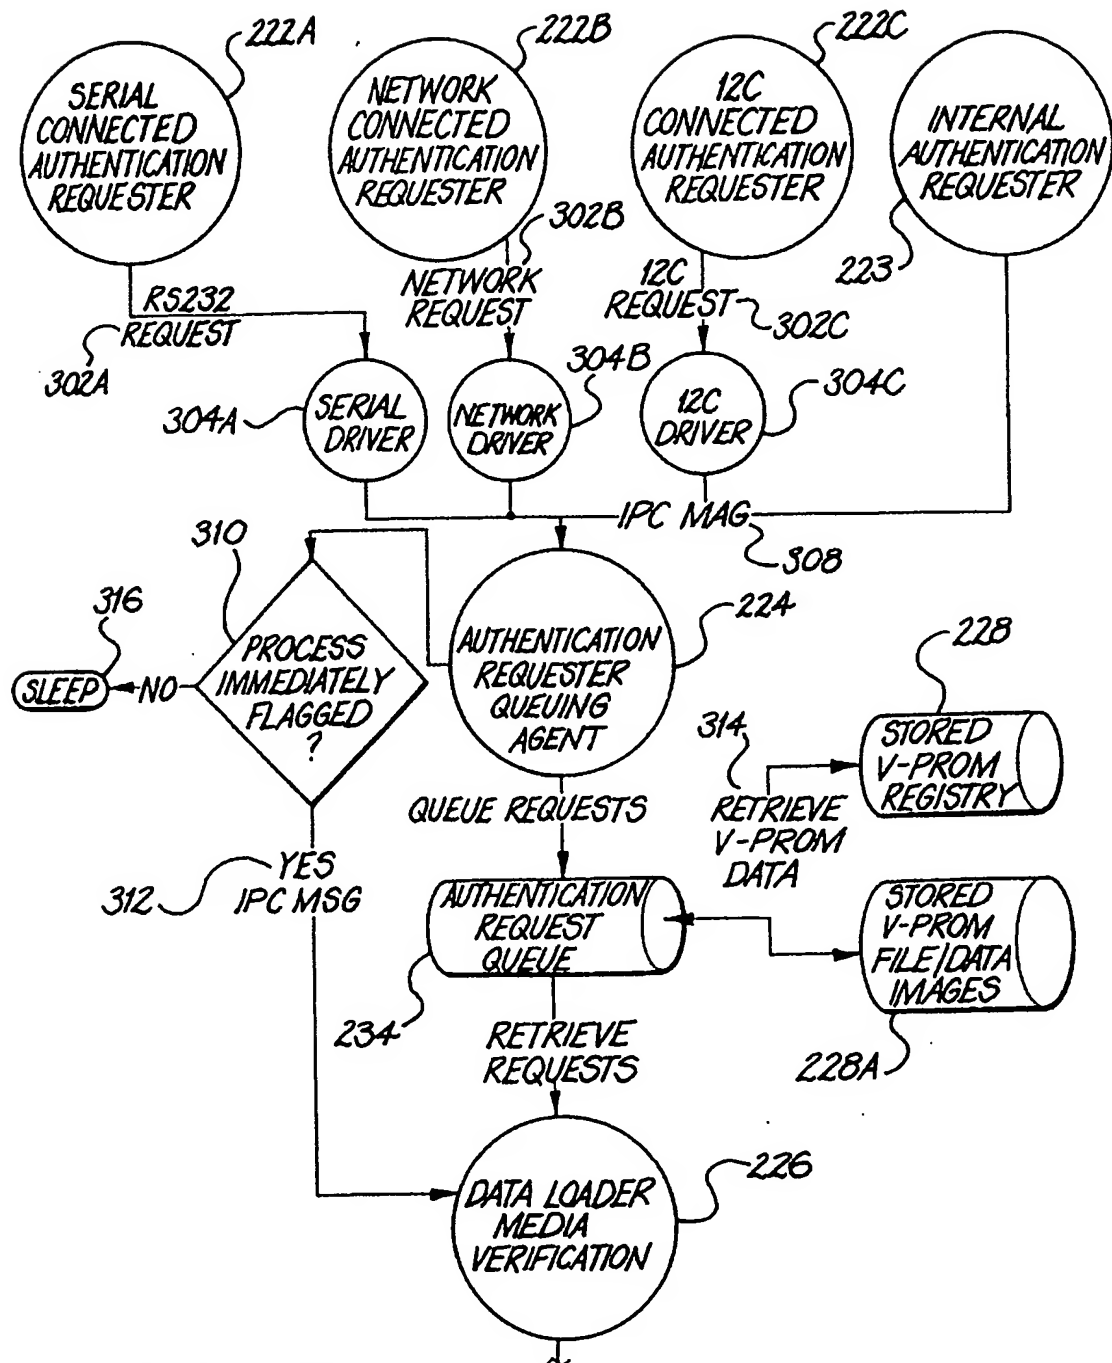 222A
222B
222C
SERIAL
CONNECTED
AUTHENTICATION
REQUESTER
NETWORK
CONNECTED
AUTHENTICATION
REQUESTER
12C
CONNECTED
AUTHENTICATION
REQUESTER
INTERNAL
AUTHENTICATION
REQUESTER
223
RS232
REQUEST
302A
302B
NETWORK
REQUEST
12C
REQUEST
302C
304A
SERIAL
DRIVER
304B
NETWORK
DRIVER
12C
DRIVER
304C
IPC MAG
308
310
316
SLEEP
NO
PROCESS
IMMEDIATELY
FLAGGED
?
AUTHENTICATION
REQUESTER
QUEUING
AGENT
224
228
STORED
V-PROM
REGISTRY
314
RETRIEVE
V-PROM
DATA
QUEUE REQUESTS
312
YES
IPC MSG
AUTHENTICATION
REQUEST
QUEUE
234
STORED
V-PROM
FILE/DATA
IMAGES
228A
RETRIEVE
REQUESTS
DATA LOADER
MEDIA
VERIFICATION
226